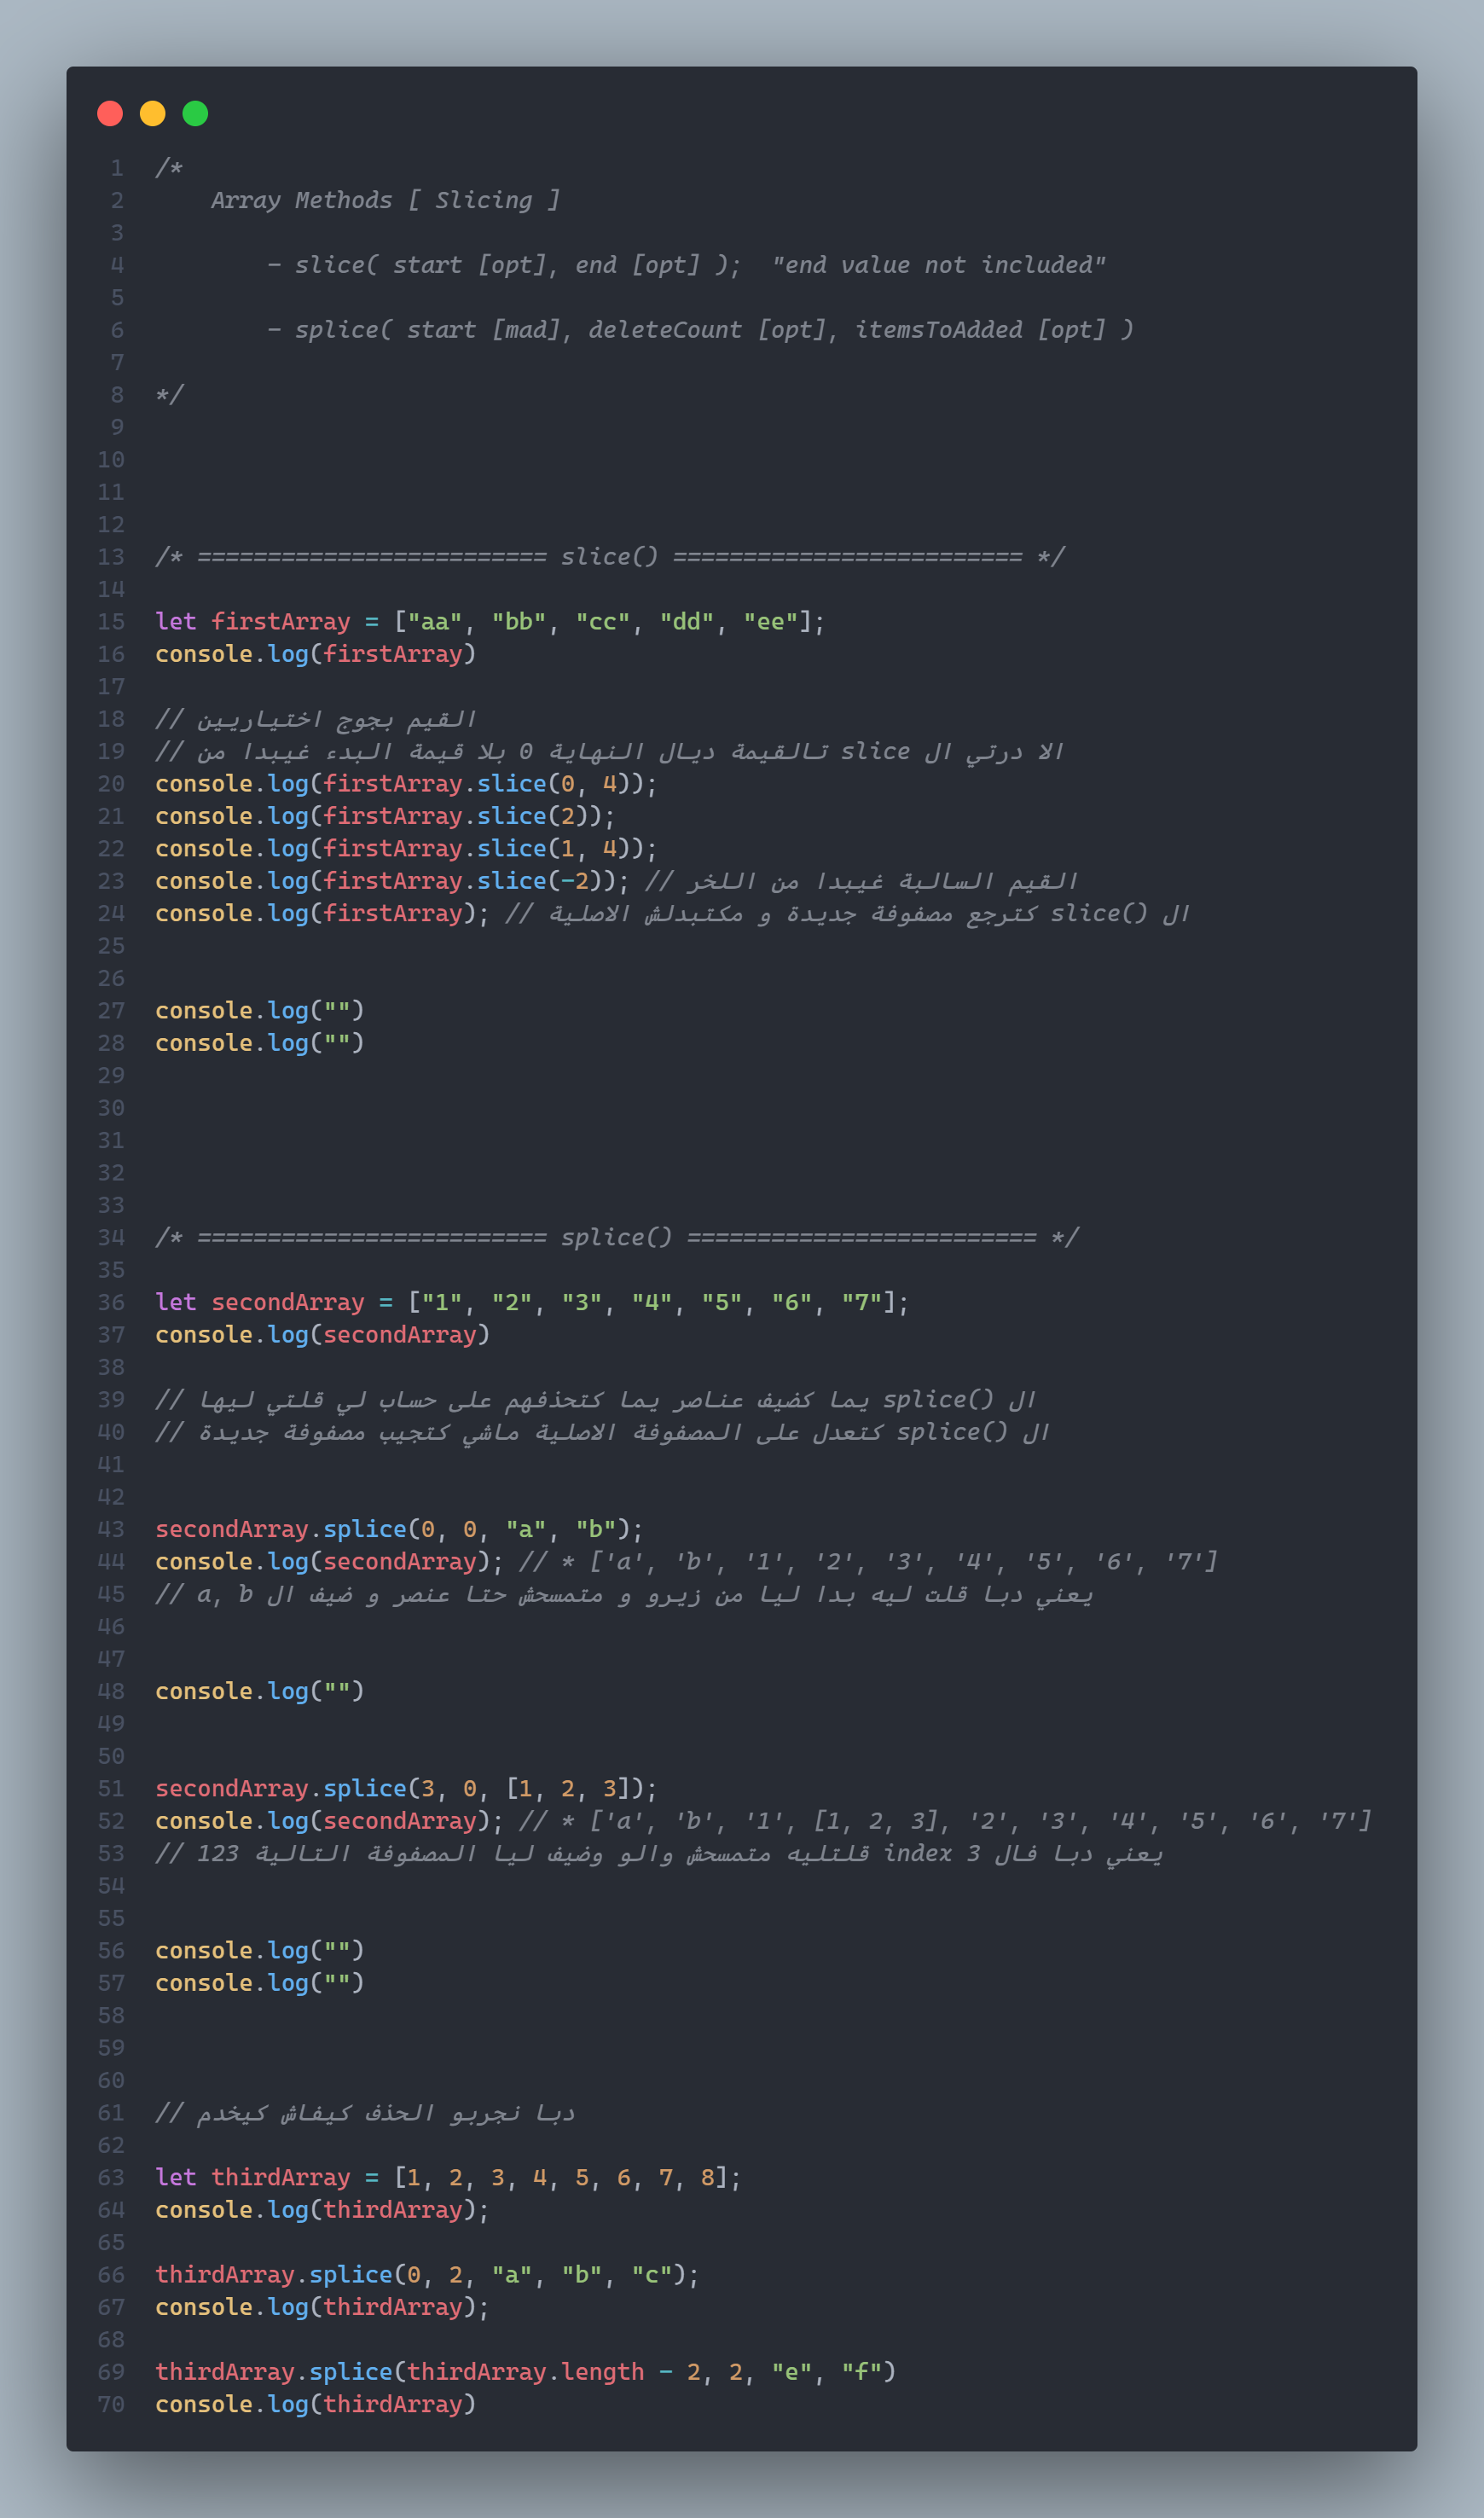 1 /*
2 Array Methods [ Slicing ]
3
4 - slice( start [opt], end [opt] ); "end value not included"
5
6 - splice( start [mad], deleteCount [opt], itemsToAdded [opt] )
7
8 */
9
10
11
12
13 /* ========================= slice() ========================= */
14
15 let firstArray = ["aa", "bb", "cc", "dd", "ee"];
16 console.log(firstArray)
17
18 // القيم بجوج اختياريين
19 // الا درتي ال slice تالقيمة ديال النهاية 0 بلا قيمة البدء غيبدا من
20 console.log(firstArray.slice(0, 4));
21 console.log(firstArray.slice(2));
22 console.log(firstArray.slice(1, 4));
23 console.log(firstArray.slice(-2)); // القيم السالبة غيبدا من اللخر
24 console.log(firstArray); // ال slice() كترجع مصفوفة جديدة و مكتبدلش الاصلية
25
26
27 console.log("")
28 console.log("")
29
30
31
32
33
34 /* ========================= splice() ========================= */
35
36 let secondArray = ["1", "2", "3", "4", "5", "6", "7"];
37 console.log(secondArray)
38
39 // ال splice() يما كضيف عناصر يما كتحذفهم على حساب لي قلتي ليها
40 // ال splice() كتعدل على المصفوفة الاصلية ماشي كتجيب مصفوفة جديدة
41
42
43 secondArray.splice(0, 0, "a", "b");
44 console.log(secondArray); // * ['a', 'b', '1', '2', '3', '4', '5', '6', '7']
45 // a, b يعني دبا قلت ليه بدا ليا من زيرو و متمسحش حتا عنصر و ضيف ال
46
47
48 console.log("")
49
50
51 secondArray.splice(3, 0, [1, 2, 3]);
52 console.log(secondArray); // * ['a', 'b', '1', [1, 2, 3], '2', '3', '4', '5', '6', '7']
53 // يعني دبا فال index 3 قلتليه متمسحش والو وضيف ليا المصفوفة التالية 123
54
55
56 console.log("")
57 console.log("")
58
59
60
61 // دبا نجربو الحذف كيفاش كيخدم
62
63 let thirdArray = [1, 2, 3, 4, 5, 6, 7, 8];
64 console.log(thirdArray);
65
66 thirdArray.splice(0, 2, "a", "b", "c");
67 console.log(thirdArray);
68
69 thirdArray.splice(thirdArray.length - 2, 2, "e", "f")
70 console.log(thirdArray)